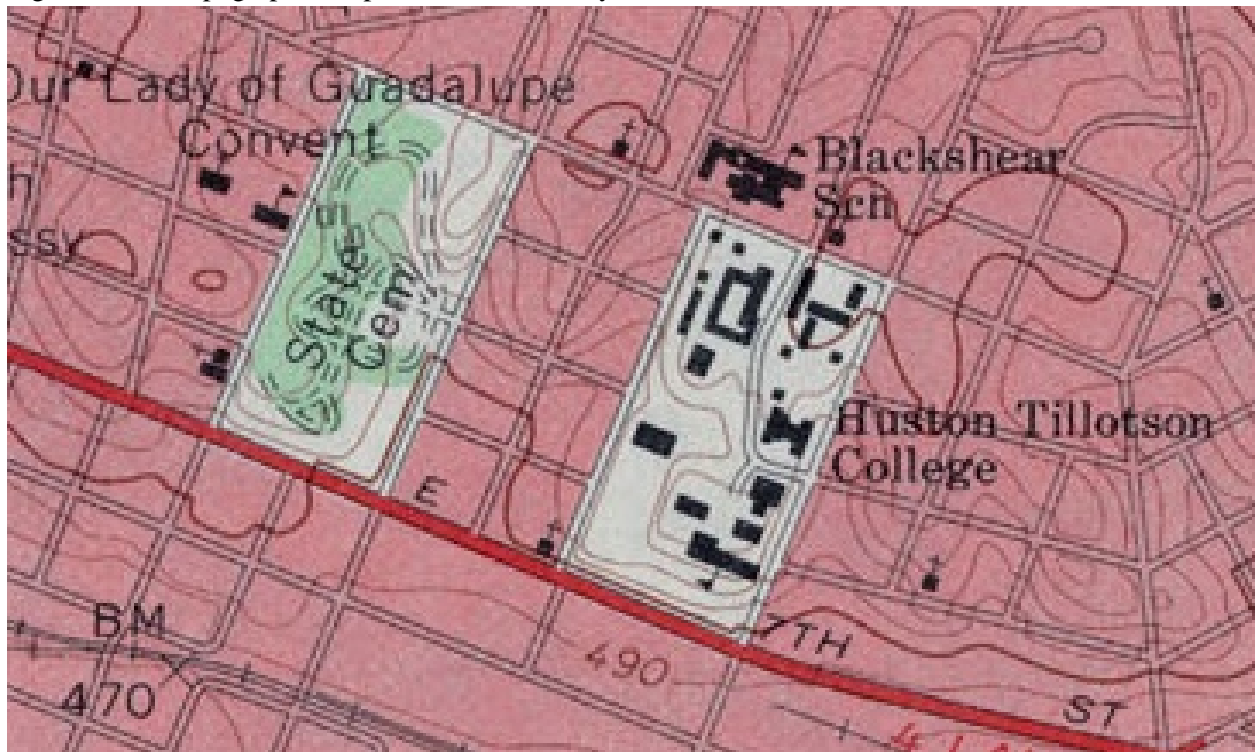 Our Lady of Guadalupe
Convent
Blackshear
Sch
h
ssy
State
Cem
Huston Tillotson
College
E
7TH
ST
BM
470
490